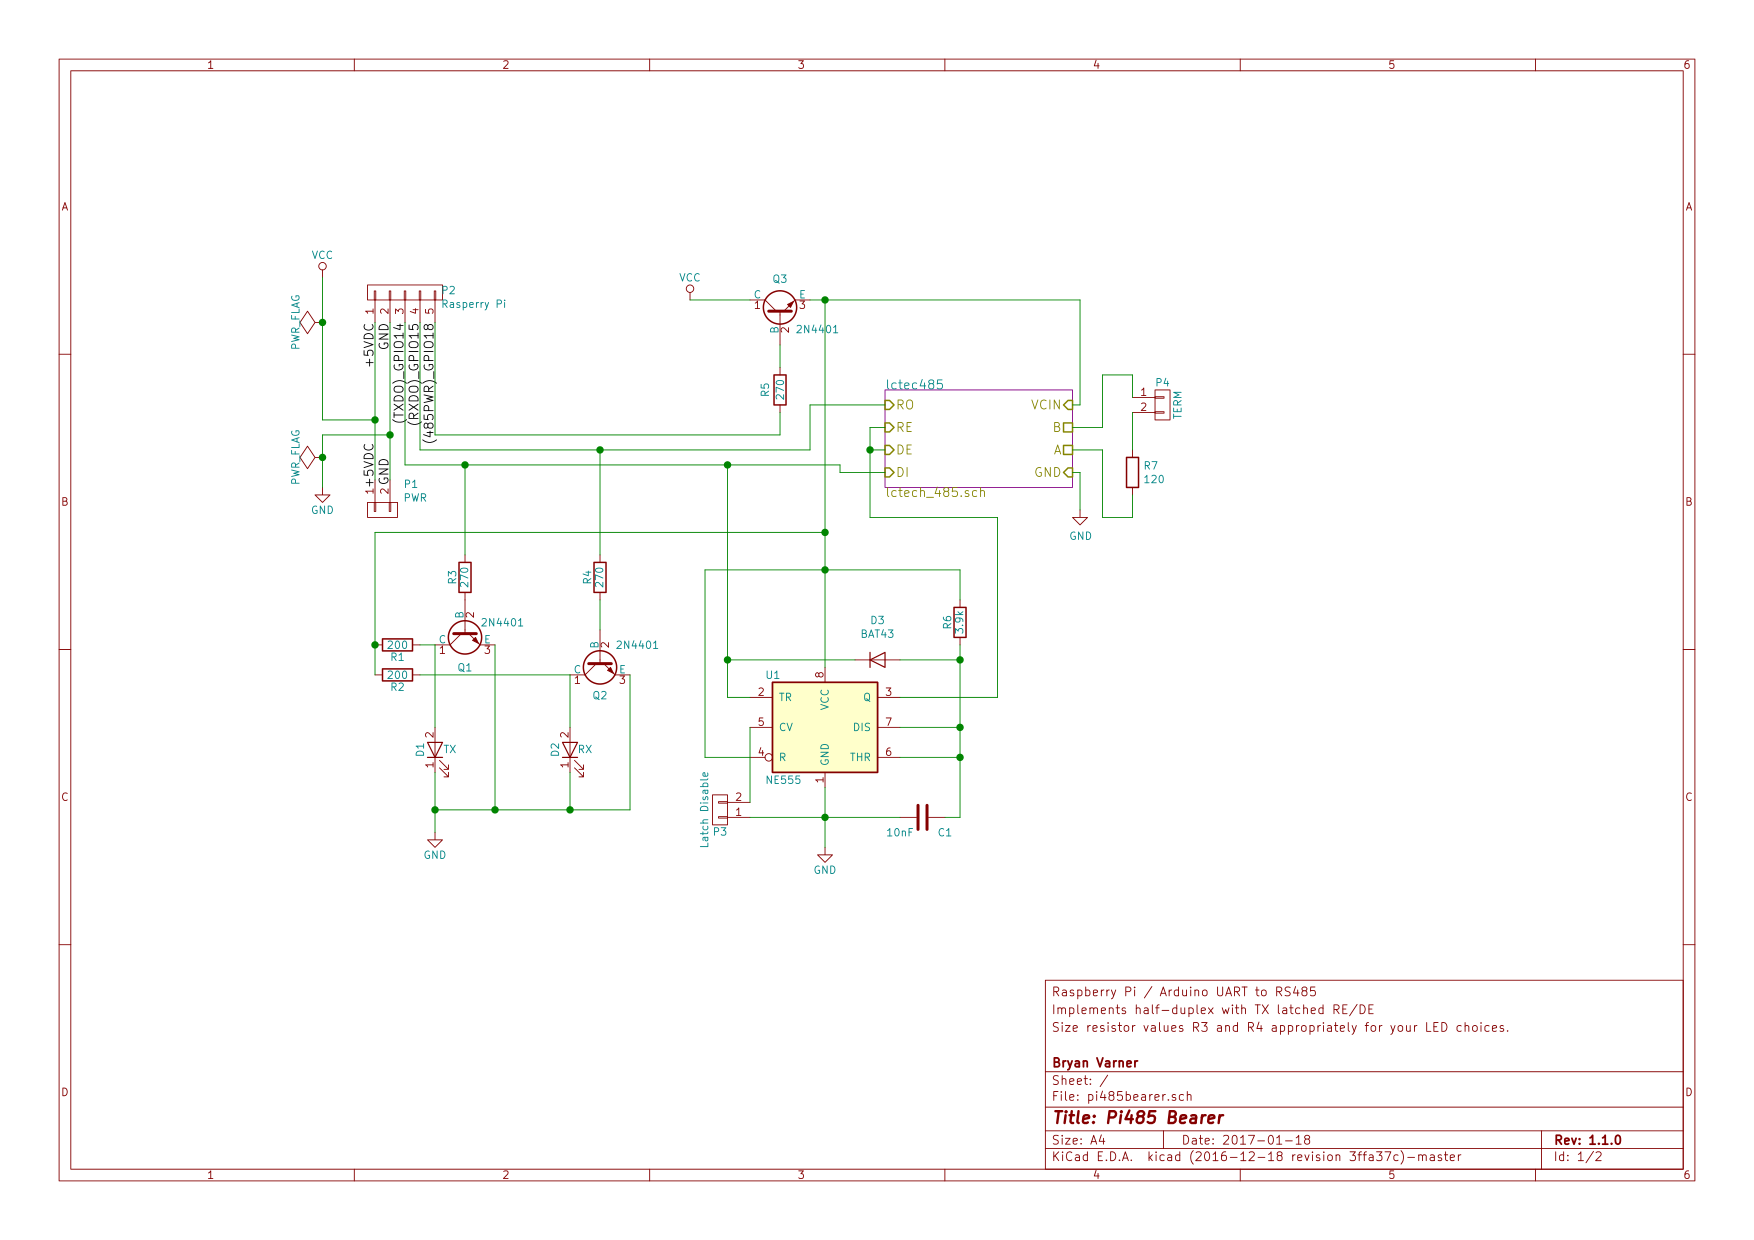 1 2 3 4 5 6
A A
B B
C C
D D
VCC
PWR_FLAG
P2
Rasperry Pi
1 2 3 4 5
+5VDC
GND
(TXD0)_GPIO14
(RXD0)_GPIO15
(485PWR)_GPIO18
PWR_FLAG
GND
+5VDC
GND
1 2
P1
PWR
VCC
Q3
C E
1 3
B 2
2N4401
R5
270
lctec485
RO VCIN
RE B
DE A
DI GND
lctech_485.sch
GND
P4
1
2
TERM
R7
120
R3
270
R4
270
B 2
2N4401
C E
1 3
Q1
B 2
2N4401
C E
1 3
Q2
200
R1
200
R2
D1
2
1
TX
D2
2
1
RX
GND
D3
BAT43
R6
3.9k
U1
8
VCC
2 TR Q 3
5 CV DIS 7
4 R THR 6
GND
1
NE555
Latch Disable
2
1
P3
10nF C1
GND
Raspberry Pi / Arduino UART to RS485
Implements half-duplex with TX latched RE/DE
Size resistor values R3 and R4 appropriately for your LED choices.
Bryan Varner
Sheet: /
File: pi485bearer.sch
Title: Pi485 Bearer
Size: A4 Date: 2017-01-18 Rev: 1.1.0
KiCad E.D.A. kicad (2016-12-18 revision 3ffa37c)-master Id: 1/2
1 2 3 4 5 6